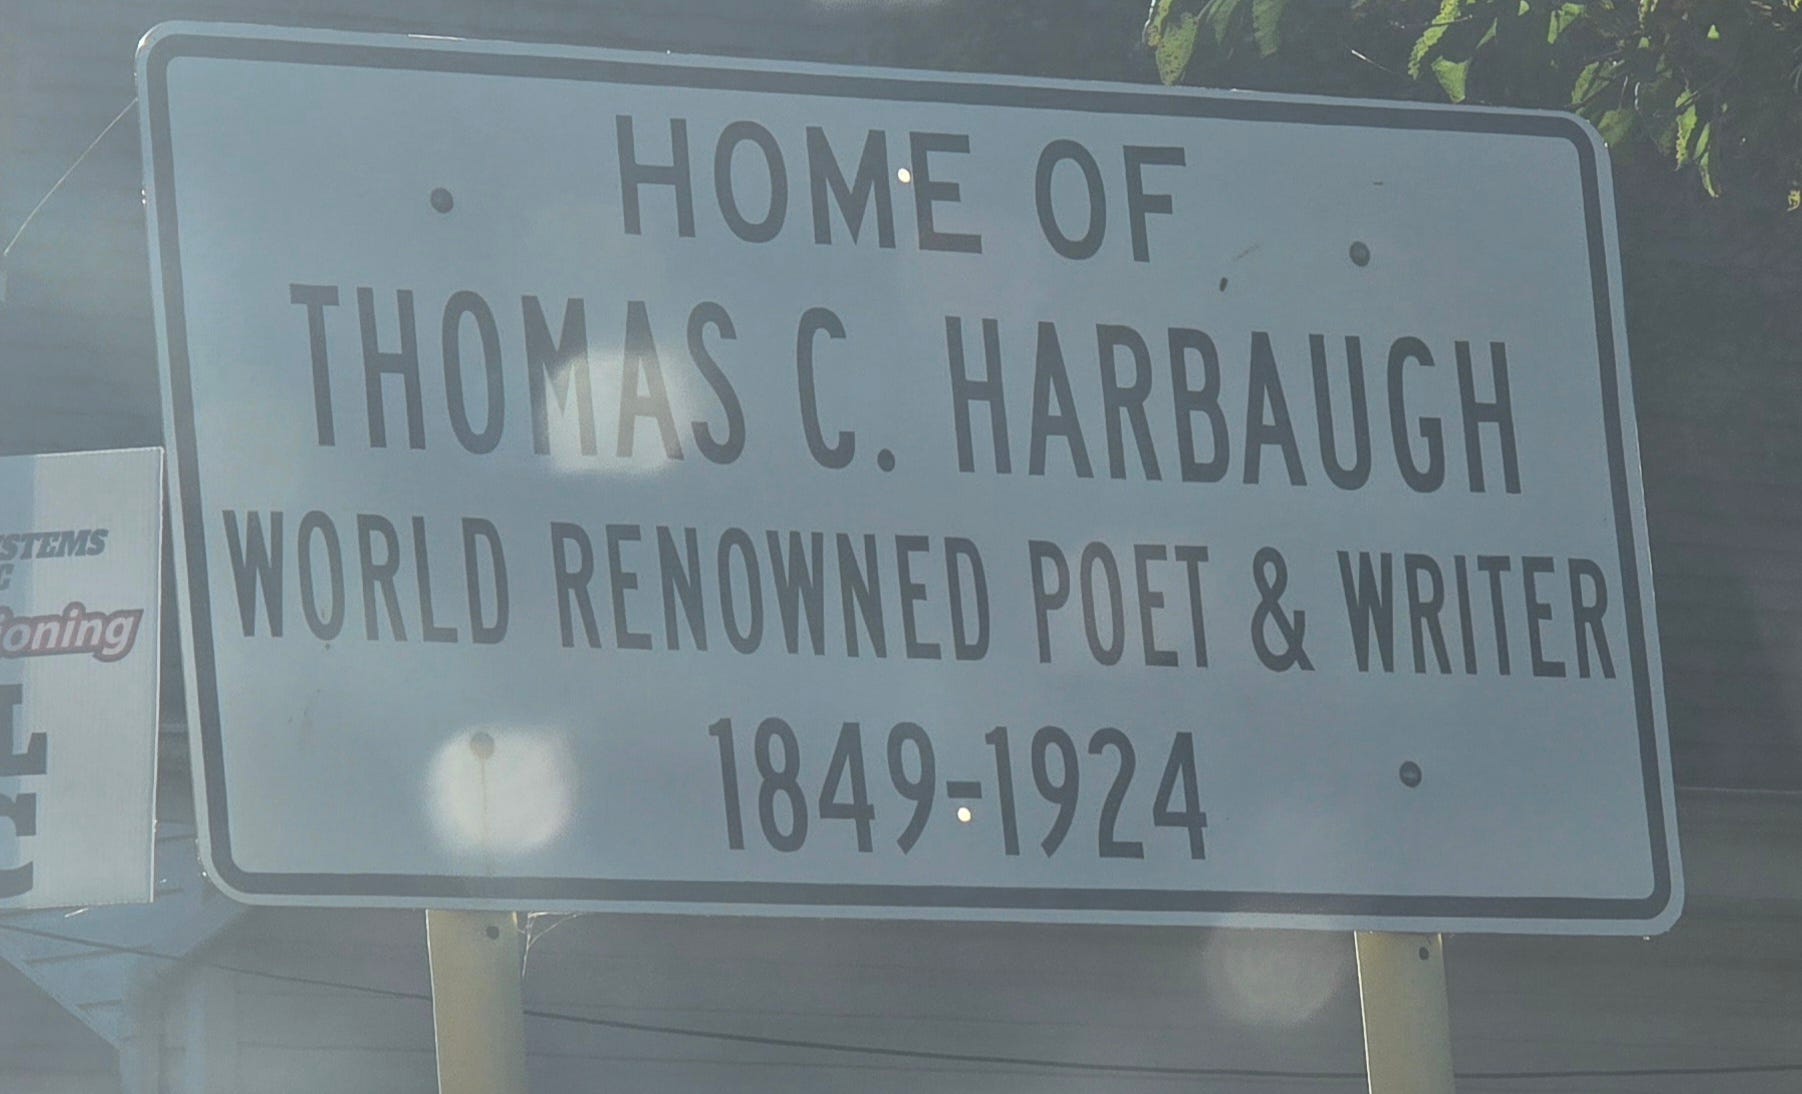 HOME OF
THOMAS C. HARBAUGH
WORLD RENOWNED POET & WRITER
1849-1924